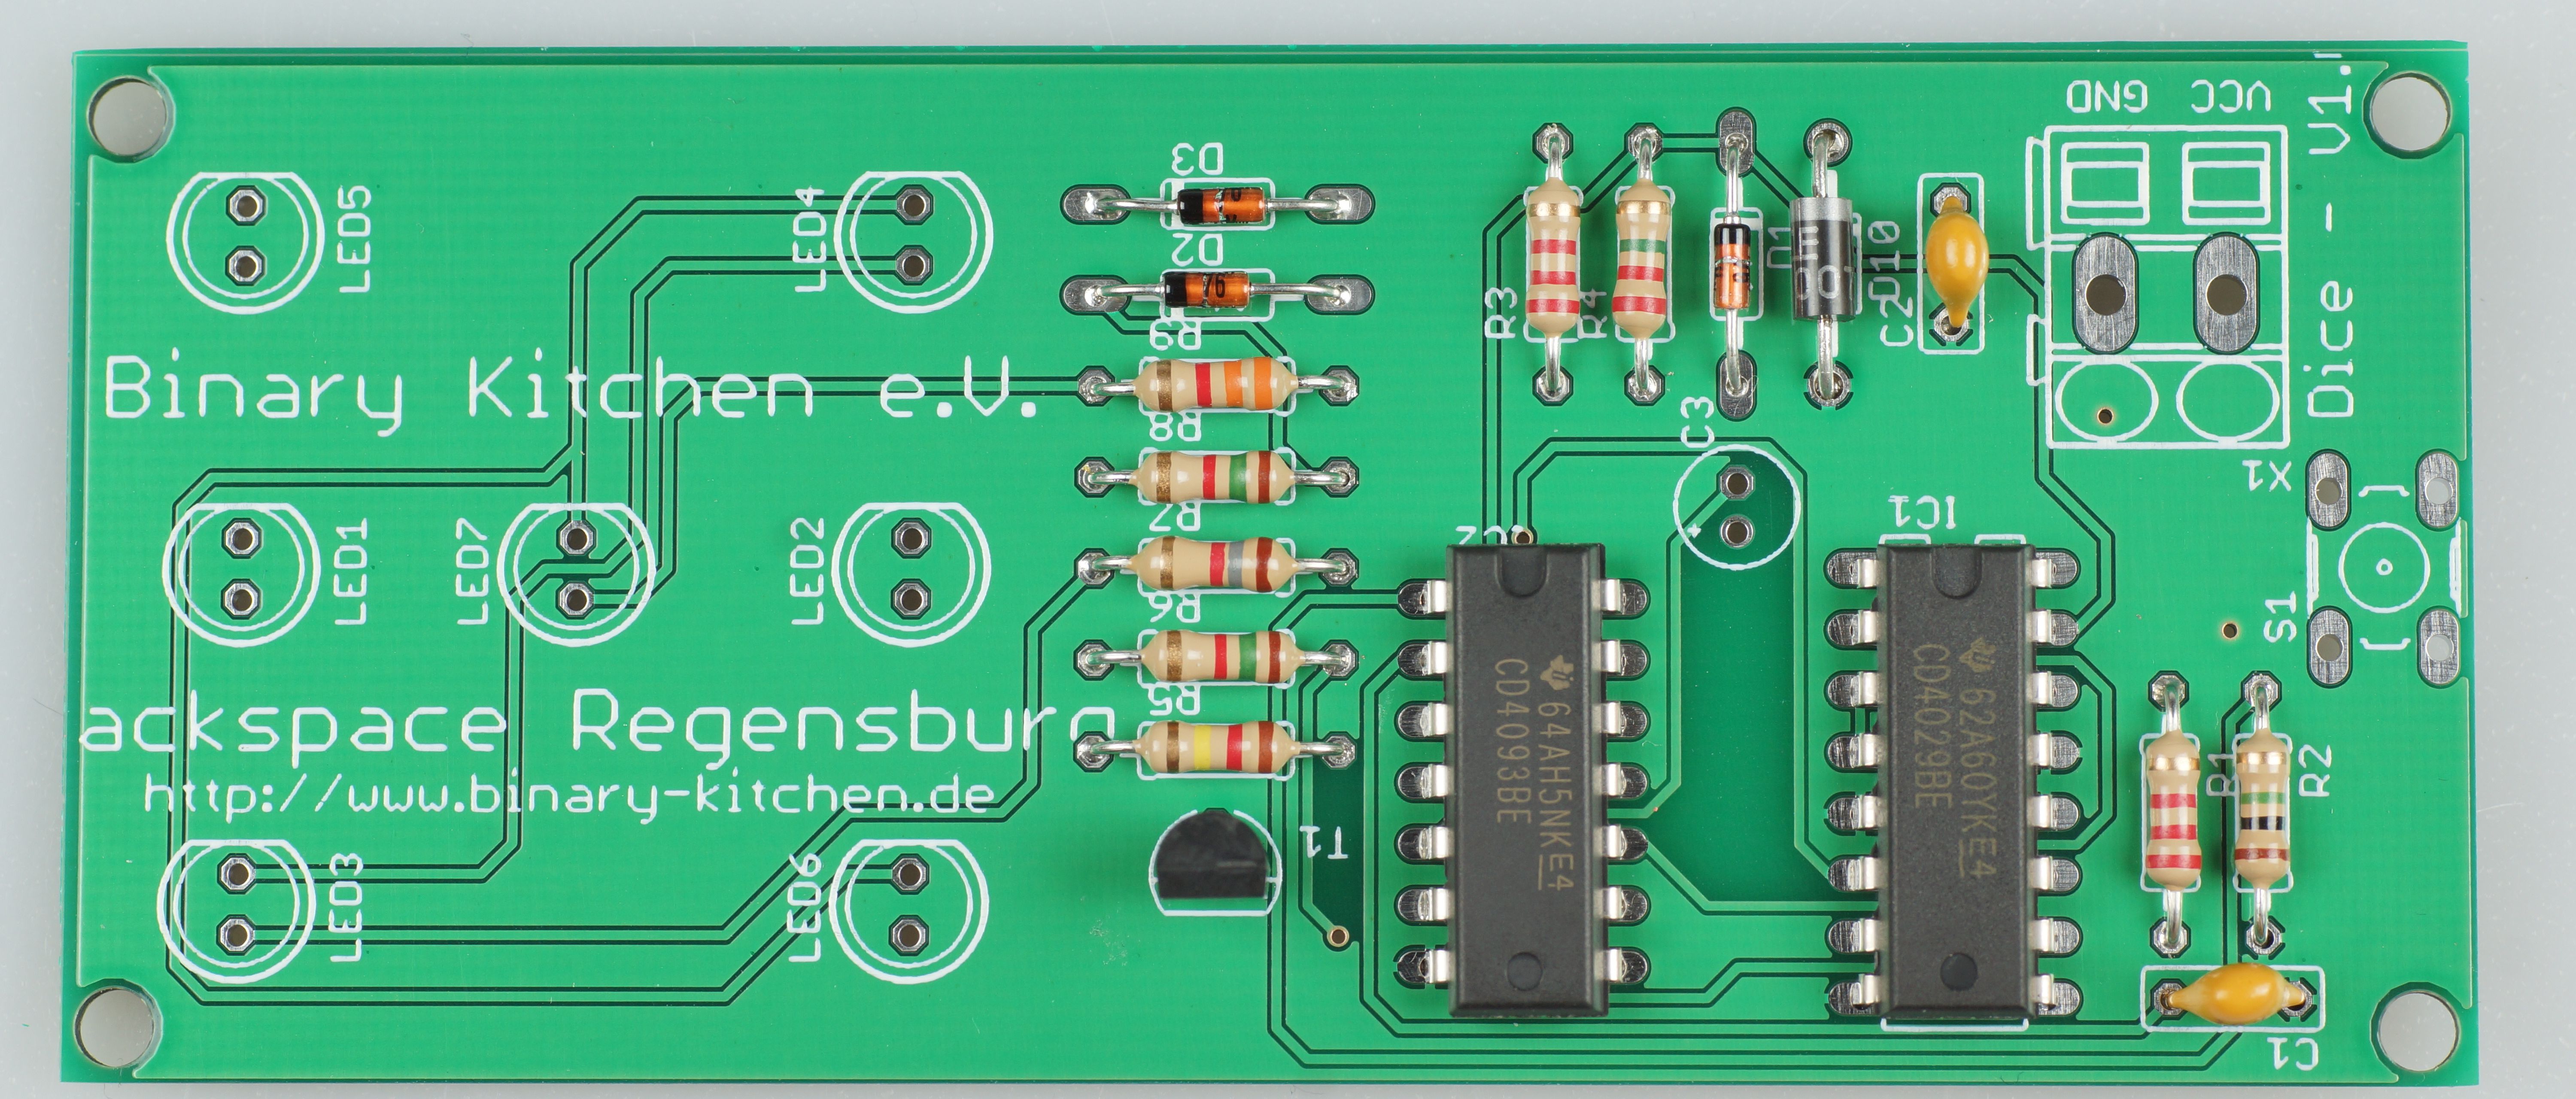 GND
VCC
Dice - V1.
D3
LED5
LED4
D2
D1
D10
R3
R4
C2
R9
Binary Kitchen e.V.
R8
C3
X1
R7
IC1
LED1
LED7
LED2
S1
R6
64AH5NKE4
CD4093BE
62A60YKE4
CD4029BE
R5
ackspace Regensburg
http://www.binary-kitchen.de
R1
R2
T1
LED3
LED6
C1